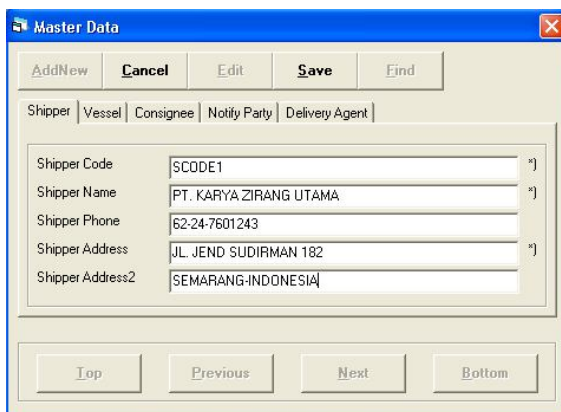 Master Data
AddNew Cancel Edit Save Find
Shipper Vessel Consignee Notify Party Delivery Agent
Shipper Code SCODE1 *)
Shipper Name PT. KARYA ZIRANG UTAMA *)
Shipper Phone 62-24-7601243
Shipper Address JL. JEND SUDIRMAN 182 *)
Shipper Address2 SEMARANG-INDONESIA
Top Previous Next Bottom